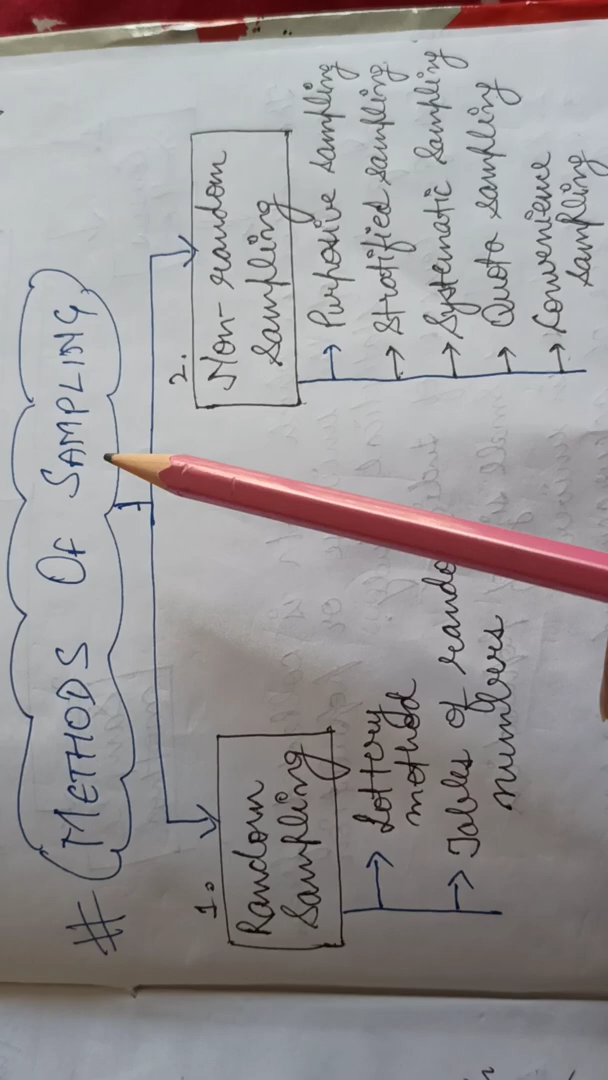 # METHODS OF SAMPLING
1.
Random
Sampling
→ Lottery
method
→ Tables of
numbers
2.
Non-random
Sampling
→ Purposive sampling
→ Stratified sampling
→ Systematic sampling
→ Quota sampling
→ Convenience
sampling